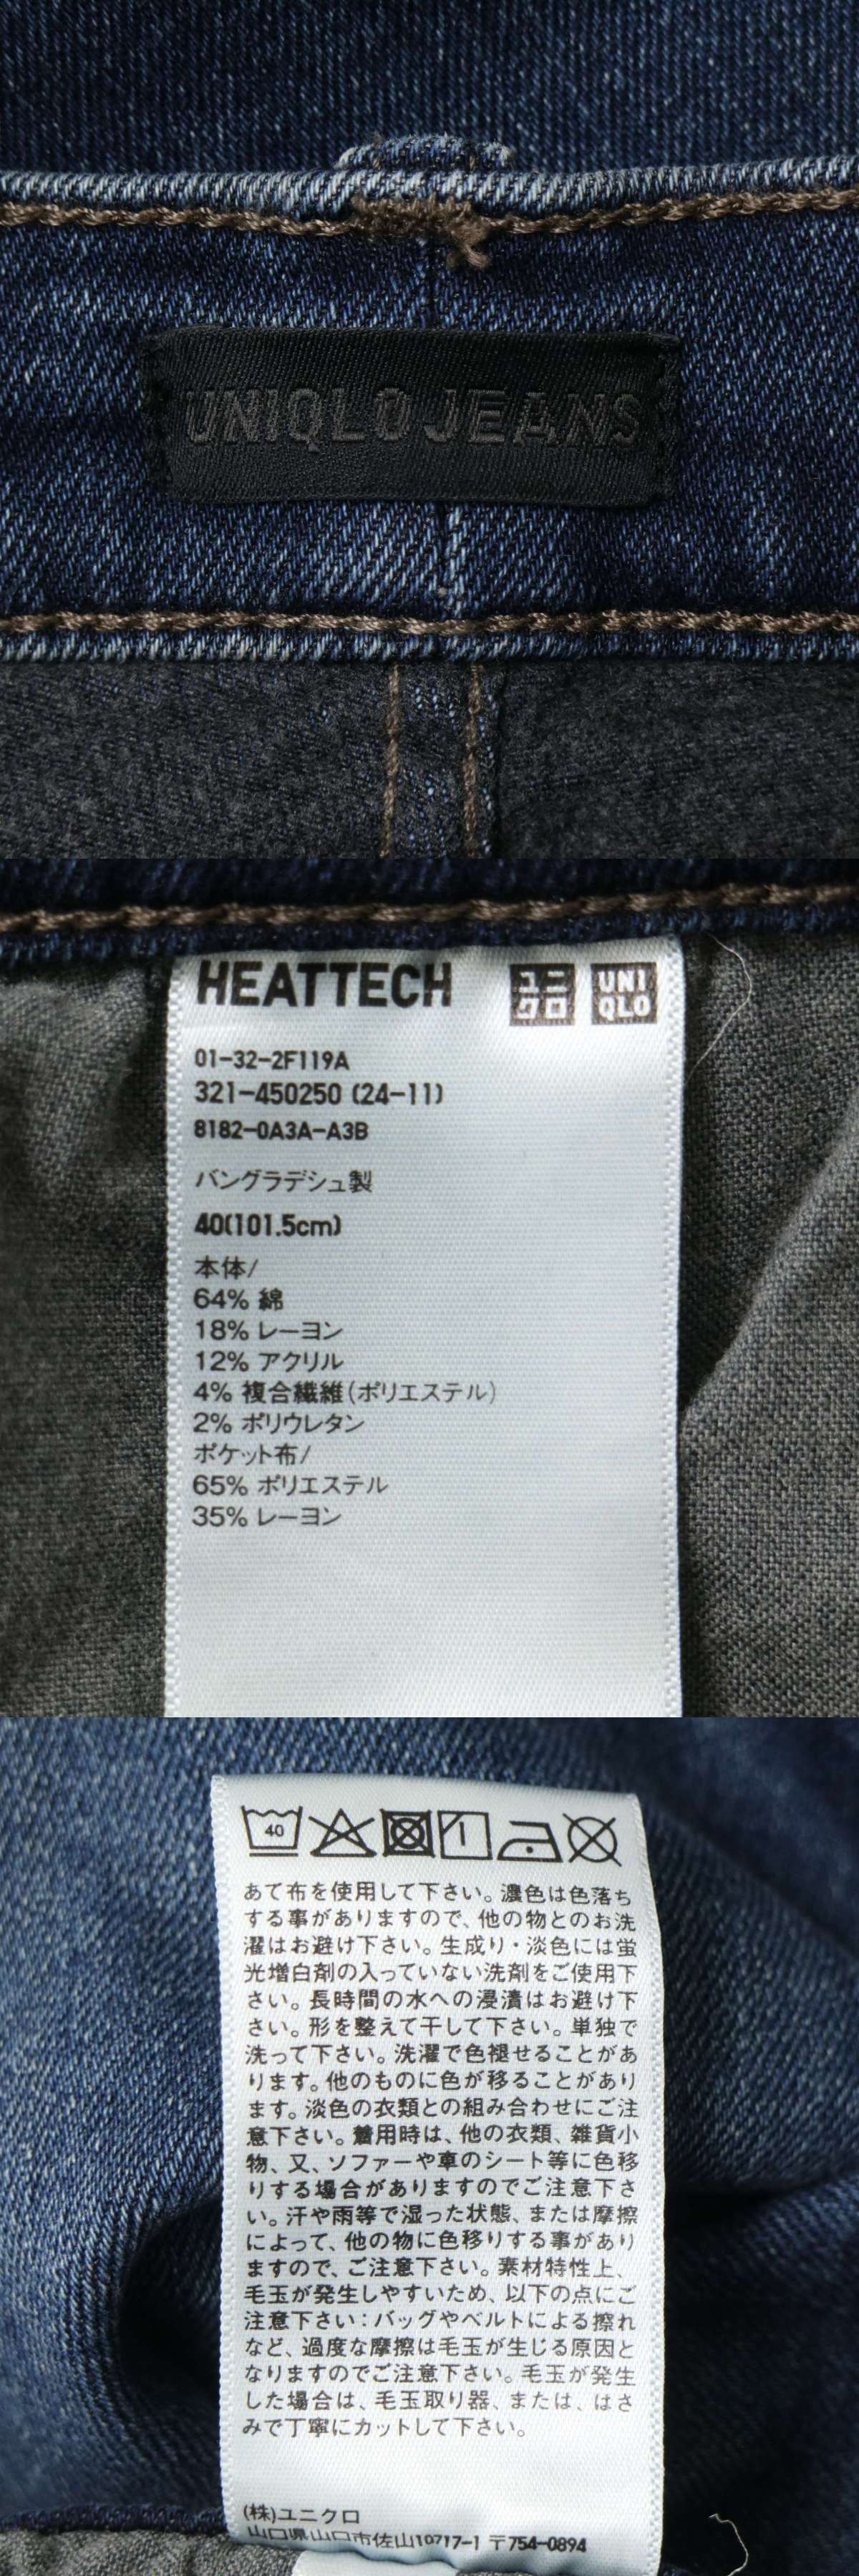 UNIQLO JEANS
HEATTECH ユニクロ UNIQLO
01-32-2F119A
321-450250 (24-11)
8182-0A3A-A3B
バングラデシュ製
40(101.5cm)
本体/
64% 綿
18% レーヨン
12% アクリル
4% 複合繊維(ポリエステル)
2% ポリウレタン
ポケット布/
65% ポリエステル
35% レーヨン
40
あて布を使用して下さい。濃色は色落ち
する事がありますので、他の物とのお洗
濯はお避け下さい。生成り・淡色には蛍
光増白剤の入っていない洗剤をご使用下
さい。長時間の水への浸漬はお避け下
さい。形を整えて干して下さい。単独で
洗って下さい。洗濯で色褪せることがあ
ります。他のものに色が移ることがあり
ます。淡色の衣類との組み合わせにご注
意下さい。着用時は、他の衣類、雑貨小
物、又、ソファーや車のシート等に色移
りする場合がありますのでご注意下さ
い。汗や雨等で湿った状態、または摩擦
によって、他の物に色移りする事があり
ますので、ご注意下さい。素材特性上、
毛玉が発生しやすいため、以下の点にご
注意下さい：バッグやベルトによる擦れ
など、過度な摩擦は毛玉が生じる原因と
なりますのでご注意下さい。毛玉が発生
した場合は、毛玉取り器、または、はさ
みで丁寧にカットして下さい。
(株)ユニクロ
山口県山口市佐山10717-1 〒754-0894